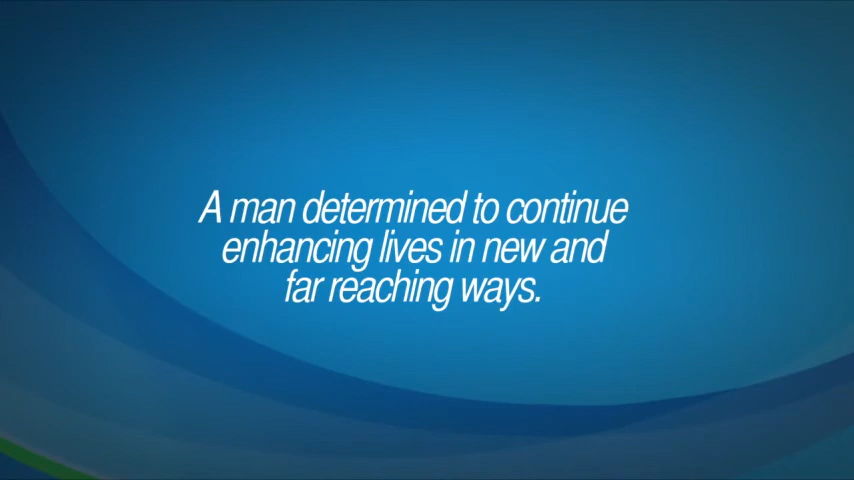 A man determined to continue
enhancing lives in new and
far reaching ways.